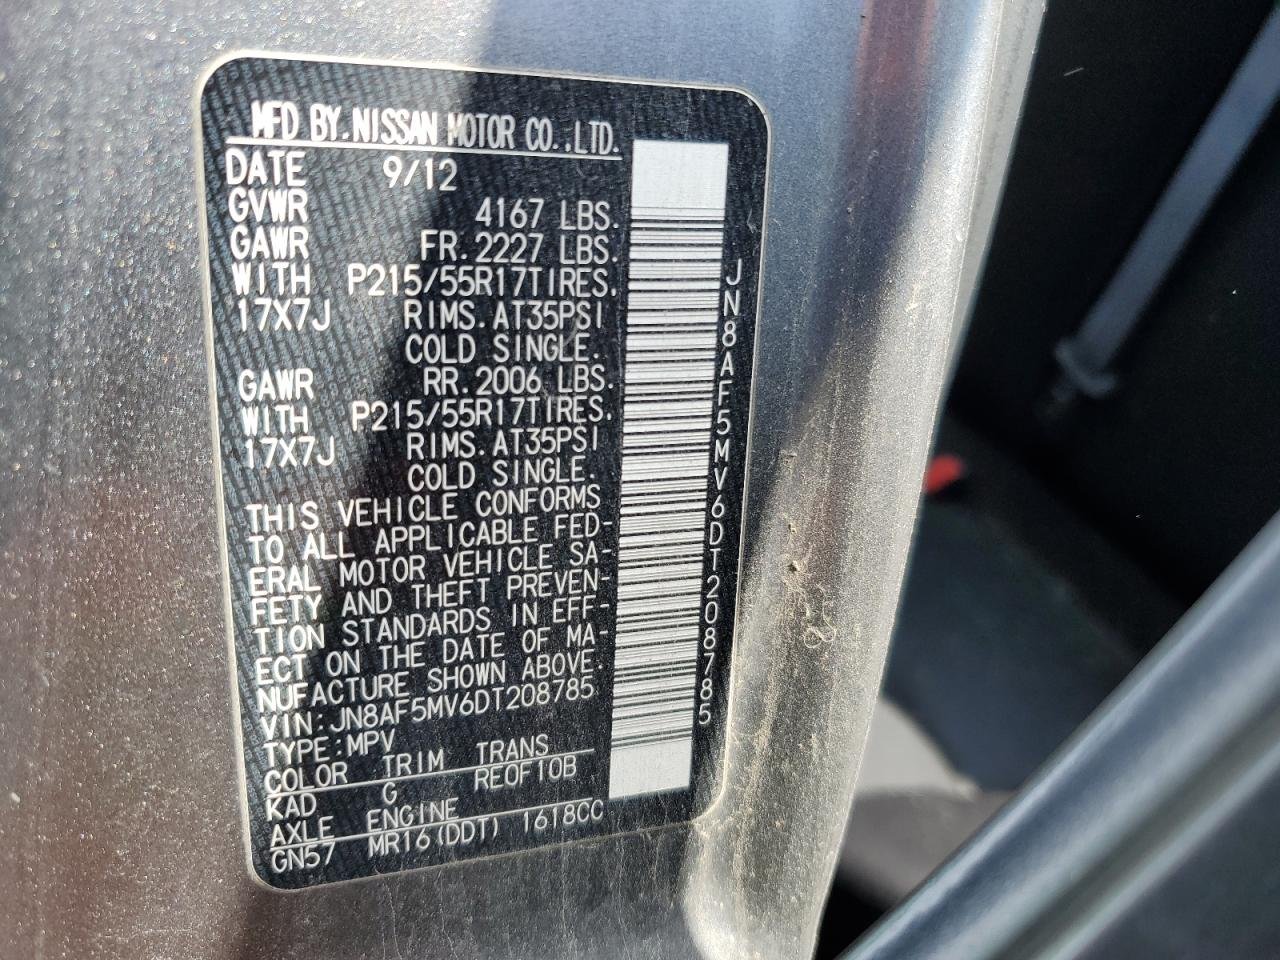 MFD BY.NISSAN MOTOR CO.,LTD.
DATE 9/12
GVWR 4167 LBS.
GAWR FR.2227 LBS.
WITH P215/55R17TIRES.
17X7J RIMS.AT35PSI
COLD SINGLE.
GAWR RR.2006 LBS.
WITH P215/55R17TIRES.
17X7J RIMS.AT35PSI
COLD SINGLE.
THIS VEHICLE CONFORMS
TO ALL APPLICABLE FED-
ERAL MOTOR VEHICLE SA-
FETY AND THEFT PREVEN-
TION STANDARDS IN EFF-
ECT ON THE DATE OF MA-
NUFACTURE SHOWN ABOVE.
VIN:JN8AF5MV6DT208785
TYPE:MPV
COLOR TRIM TRANS
KAD G RE0F10B
AXLE ENGINE
GN57 MR16(DDT) 1618CC
JN8AF5MV6DT208785